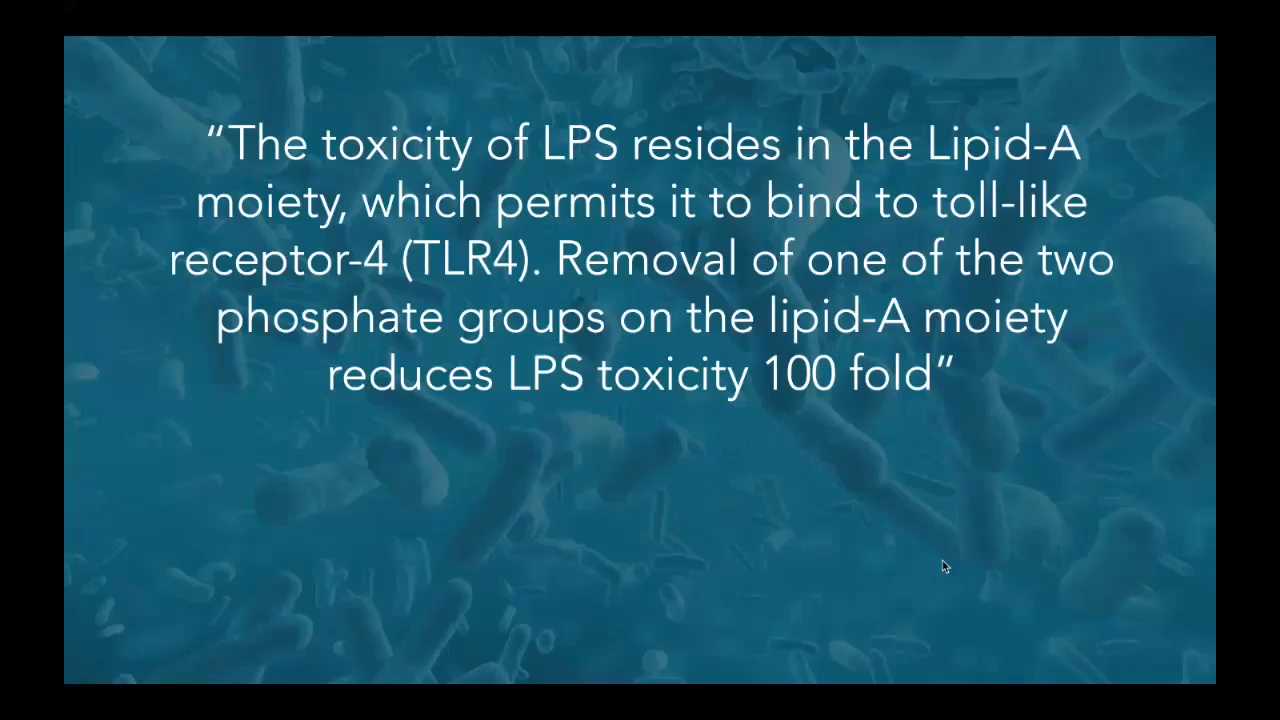 “The toxicity of LPS resides in the Lipid-A
moiety, which permits it to bind to toll-like
receptor-4 (TLR4). Removal of one of the two
phosphate groups on the lipid-A moiety
reduces LPS toxicity 100 fold”